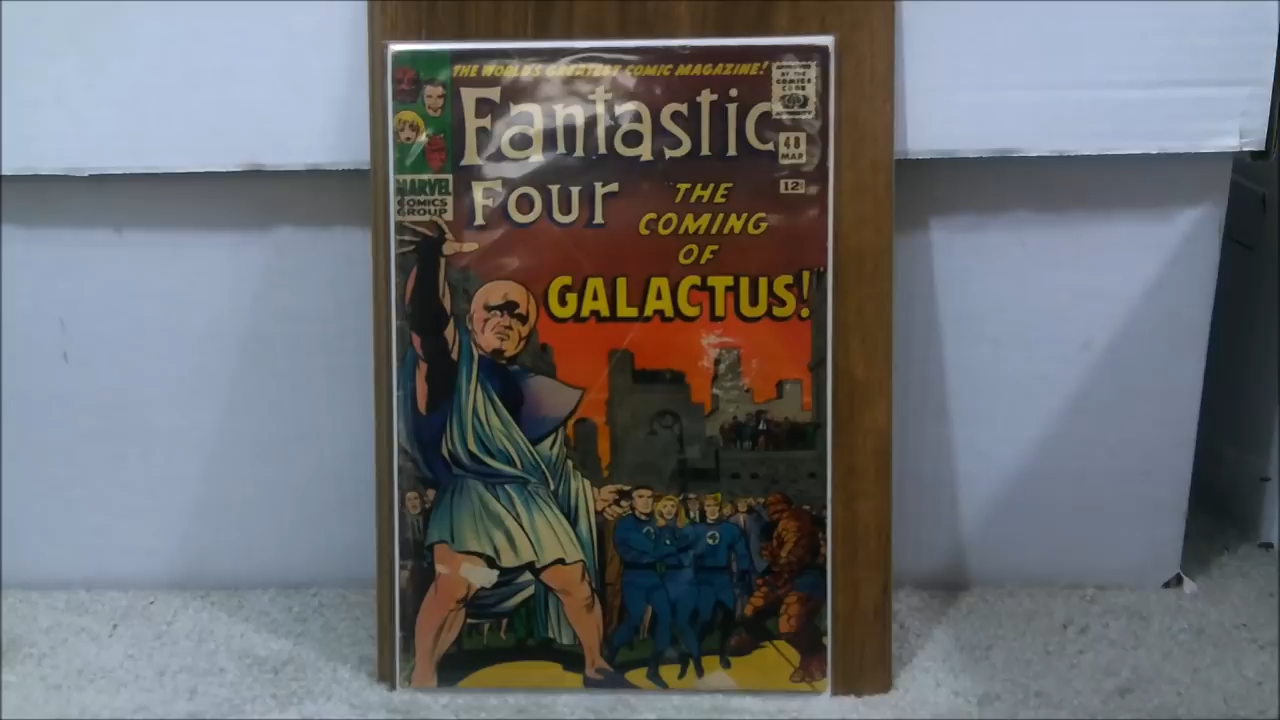 THE WORLD'S GREATEST COMIC MAGAZINE!
APPROVED
BY THE
COMICS
CODE
Fantastic
Four
48
MAR
12¢
MARVEL
COMICS
GROUP
THE
COMING
OF
GALACTUS!